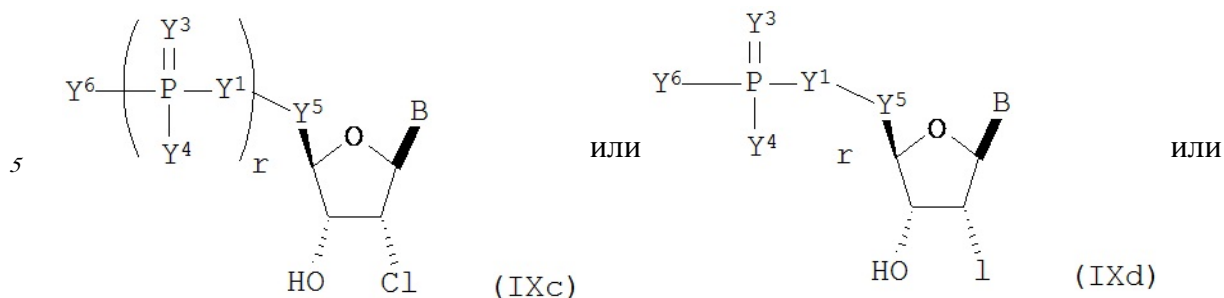 Y³ Y³
Y⁶ P Y¹ Y⁶ P Y¹
Y⁵ B Y⁵ B
5 Y⁴ r O или Y⁴ r O или
HO Cl (IXc) HO l (IXd)